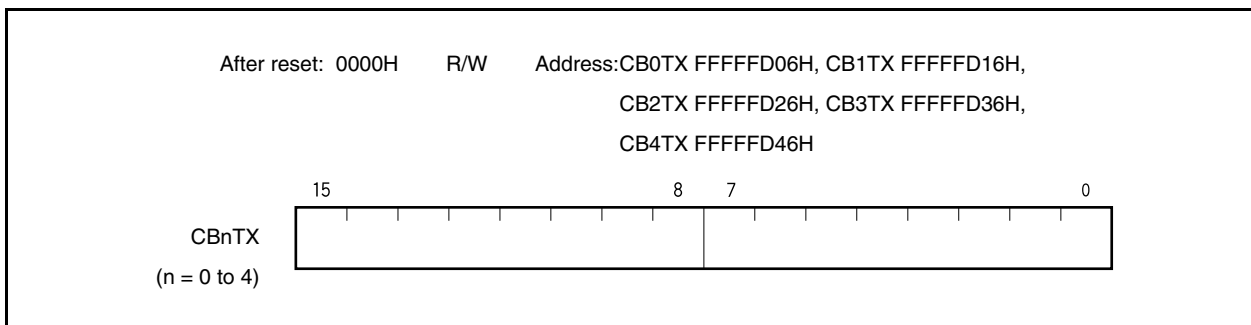 After reset: 0000H R/W Address:CB0TX FFFFFD06H, CB1TX FFFFFD16H,
CB2TX FFFFFD26H, CB3TX FFFFFD36H,
CB4TX FFFFFD46H
15 8 7 0
CBnTX
(n = 0 to 4)